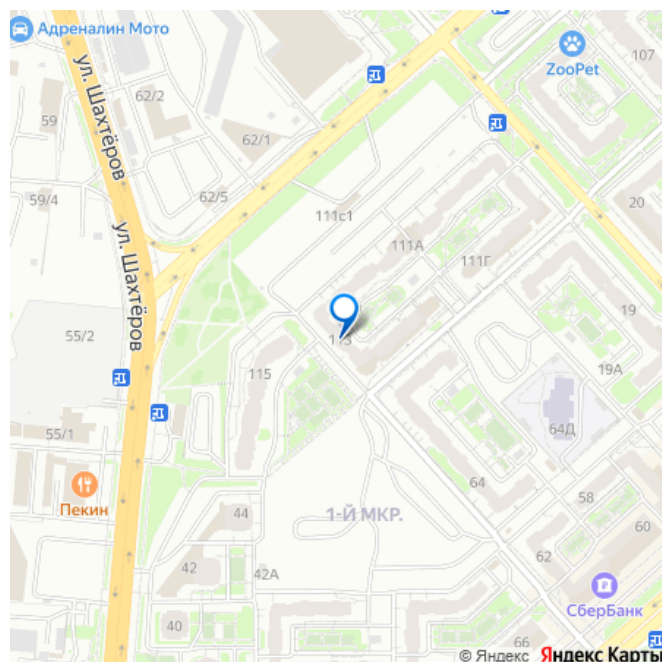 Адреналин Мото
ZooPet
107
62/2
59
ул. Шахтёров
62/1
59/4
62/5
20
111с1
111А
ул. Шахтёров
111Г
19
55/2
113
115
19А
64Д
55/1
64
Пекин
58
44
1-Й МКР.
60
62
42
42А
СберБанк
40
66
© Яндекс Яндекс Карты